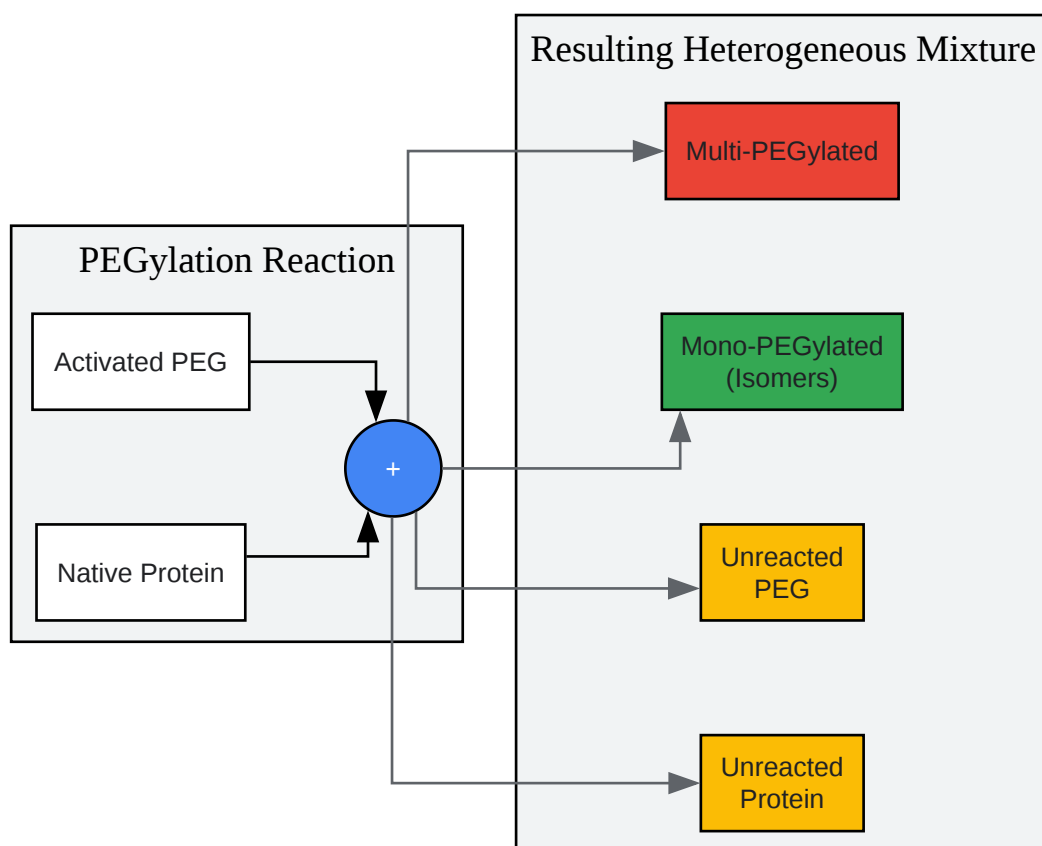 Resulting Heterogeneous Mixture
Multi-PEGylated
PEGylation Reaction
Activated PEG
Mono-PEGylated
(Isomers)
+
Native Protein
Unreacted
PEG
Unreacted
Protein